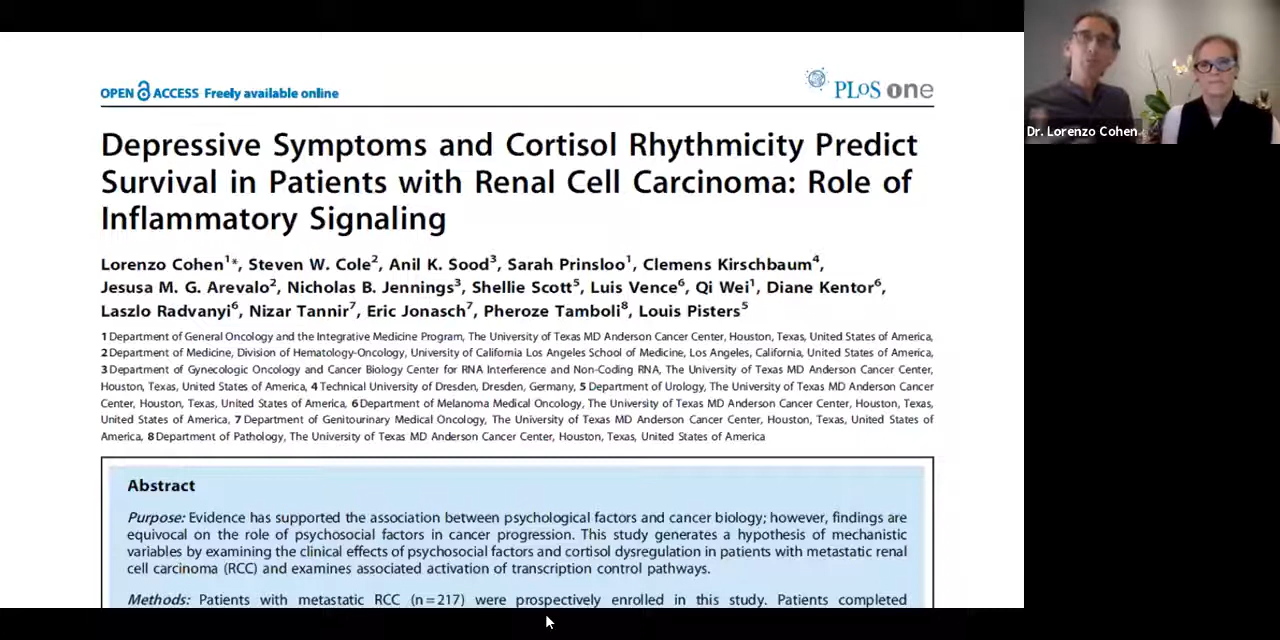 OPEN ACCESS Freely available online
PLoS one
Depressive Symptoms and Cortisol Rhythmicity Predict
Survival in Patients with Renal Cell Carcinoma: Role of
Inflammatory Signaling
Lorenzo Cohen1*, Steven W. Cole2, Anil K. Sood3, Sarah Prinsloo1, Clemens Kirschbaum4,
Jesusa M. G. Arevalo2, Nicholas B. Jennings3, Shellie Scott5, Luis Vence6, Qi Wei1, Diane Kentor6,
Laszlo Radvanyi6, Nizar Tannir7, Eric Jonasch7, Pheroze Tamboli8, Louis Pisters5
1 Department of General Oncology and the Integrative Medicine Program, The University of Texas MD Anderson Cancer Center, Houston, Texas, United States of America,
2 Department of Medicine, Division of Hematology-Oncology, University of California Los Angeles School of Medicine, Los Angeles, California, United States of America,
3 Department of Gynecologic Oncology and Cancer Biology Center for RNA Interference and Non-Coding RNA, The University of Texas MD Anderson Cancer Center,
Houston, Texas, United States of America, 4 Technical University of Dresden, Dresden, Germany, 5 Department of Urology, The University of Texas MD Anderson Cancer
Center, Houston, Texas, United States of America, 6 Department of Melanoma Medical Oncology, The University of Texas MD Anderson Cancer Center, Houston, Texas,
United States of America, 7 Department of Genitourinary Medical Oncology, The University of Texas MD Anderson Cancer Center, Houston, Texas, United States of
America, 8 Department of Pathology, The University of Texas MD Anderson Cancer Center, Houston, Texas, United States of America
Abstract
Purpose: Evidence has supported the association between psychological factors and cancer biology; however, findings are
equivocal on the role of psychosocial factors in cancer progression. This study generates a hypothesis of mechanistic
variables by examining the clinical effects of psychosocial factors and cortisol dysregulation in patients with metastatic renal
cell carcinoma (RCC) and examines associated activation of transcription control pathways.
Methods: Patients with metastatic RCC (n=217) were prospectively enrolled in this study. Patients completed
Dr. Lorenzo Cohen